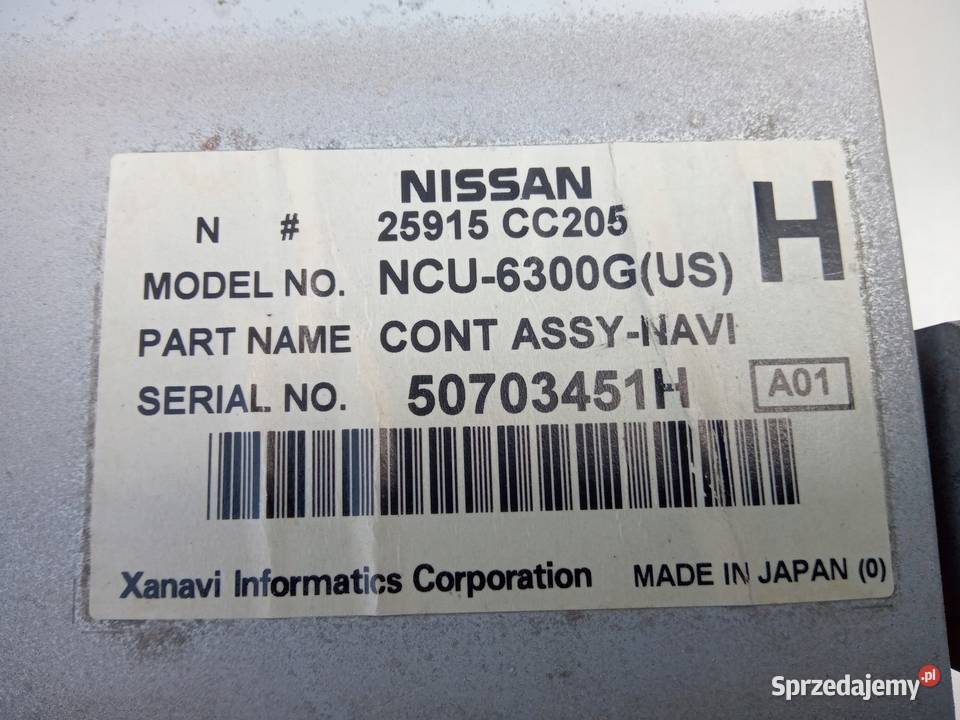 NISSAN
N # 25915 CC205
H
MODEL NO. NCU-6300G(US)
PART NAME CONT ASSY-NAVI
SERIAL NO. 50703451H A01
Xanavi Informatics Corporation MADE IN JAPAN (0)
Sprzedajemy.pl